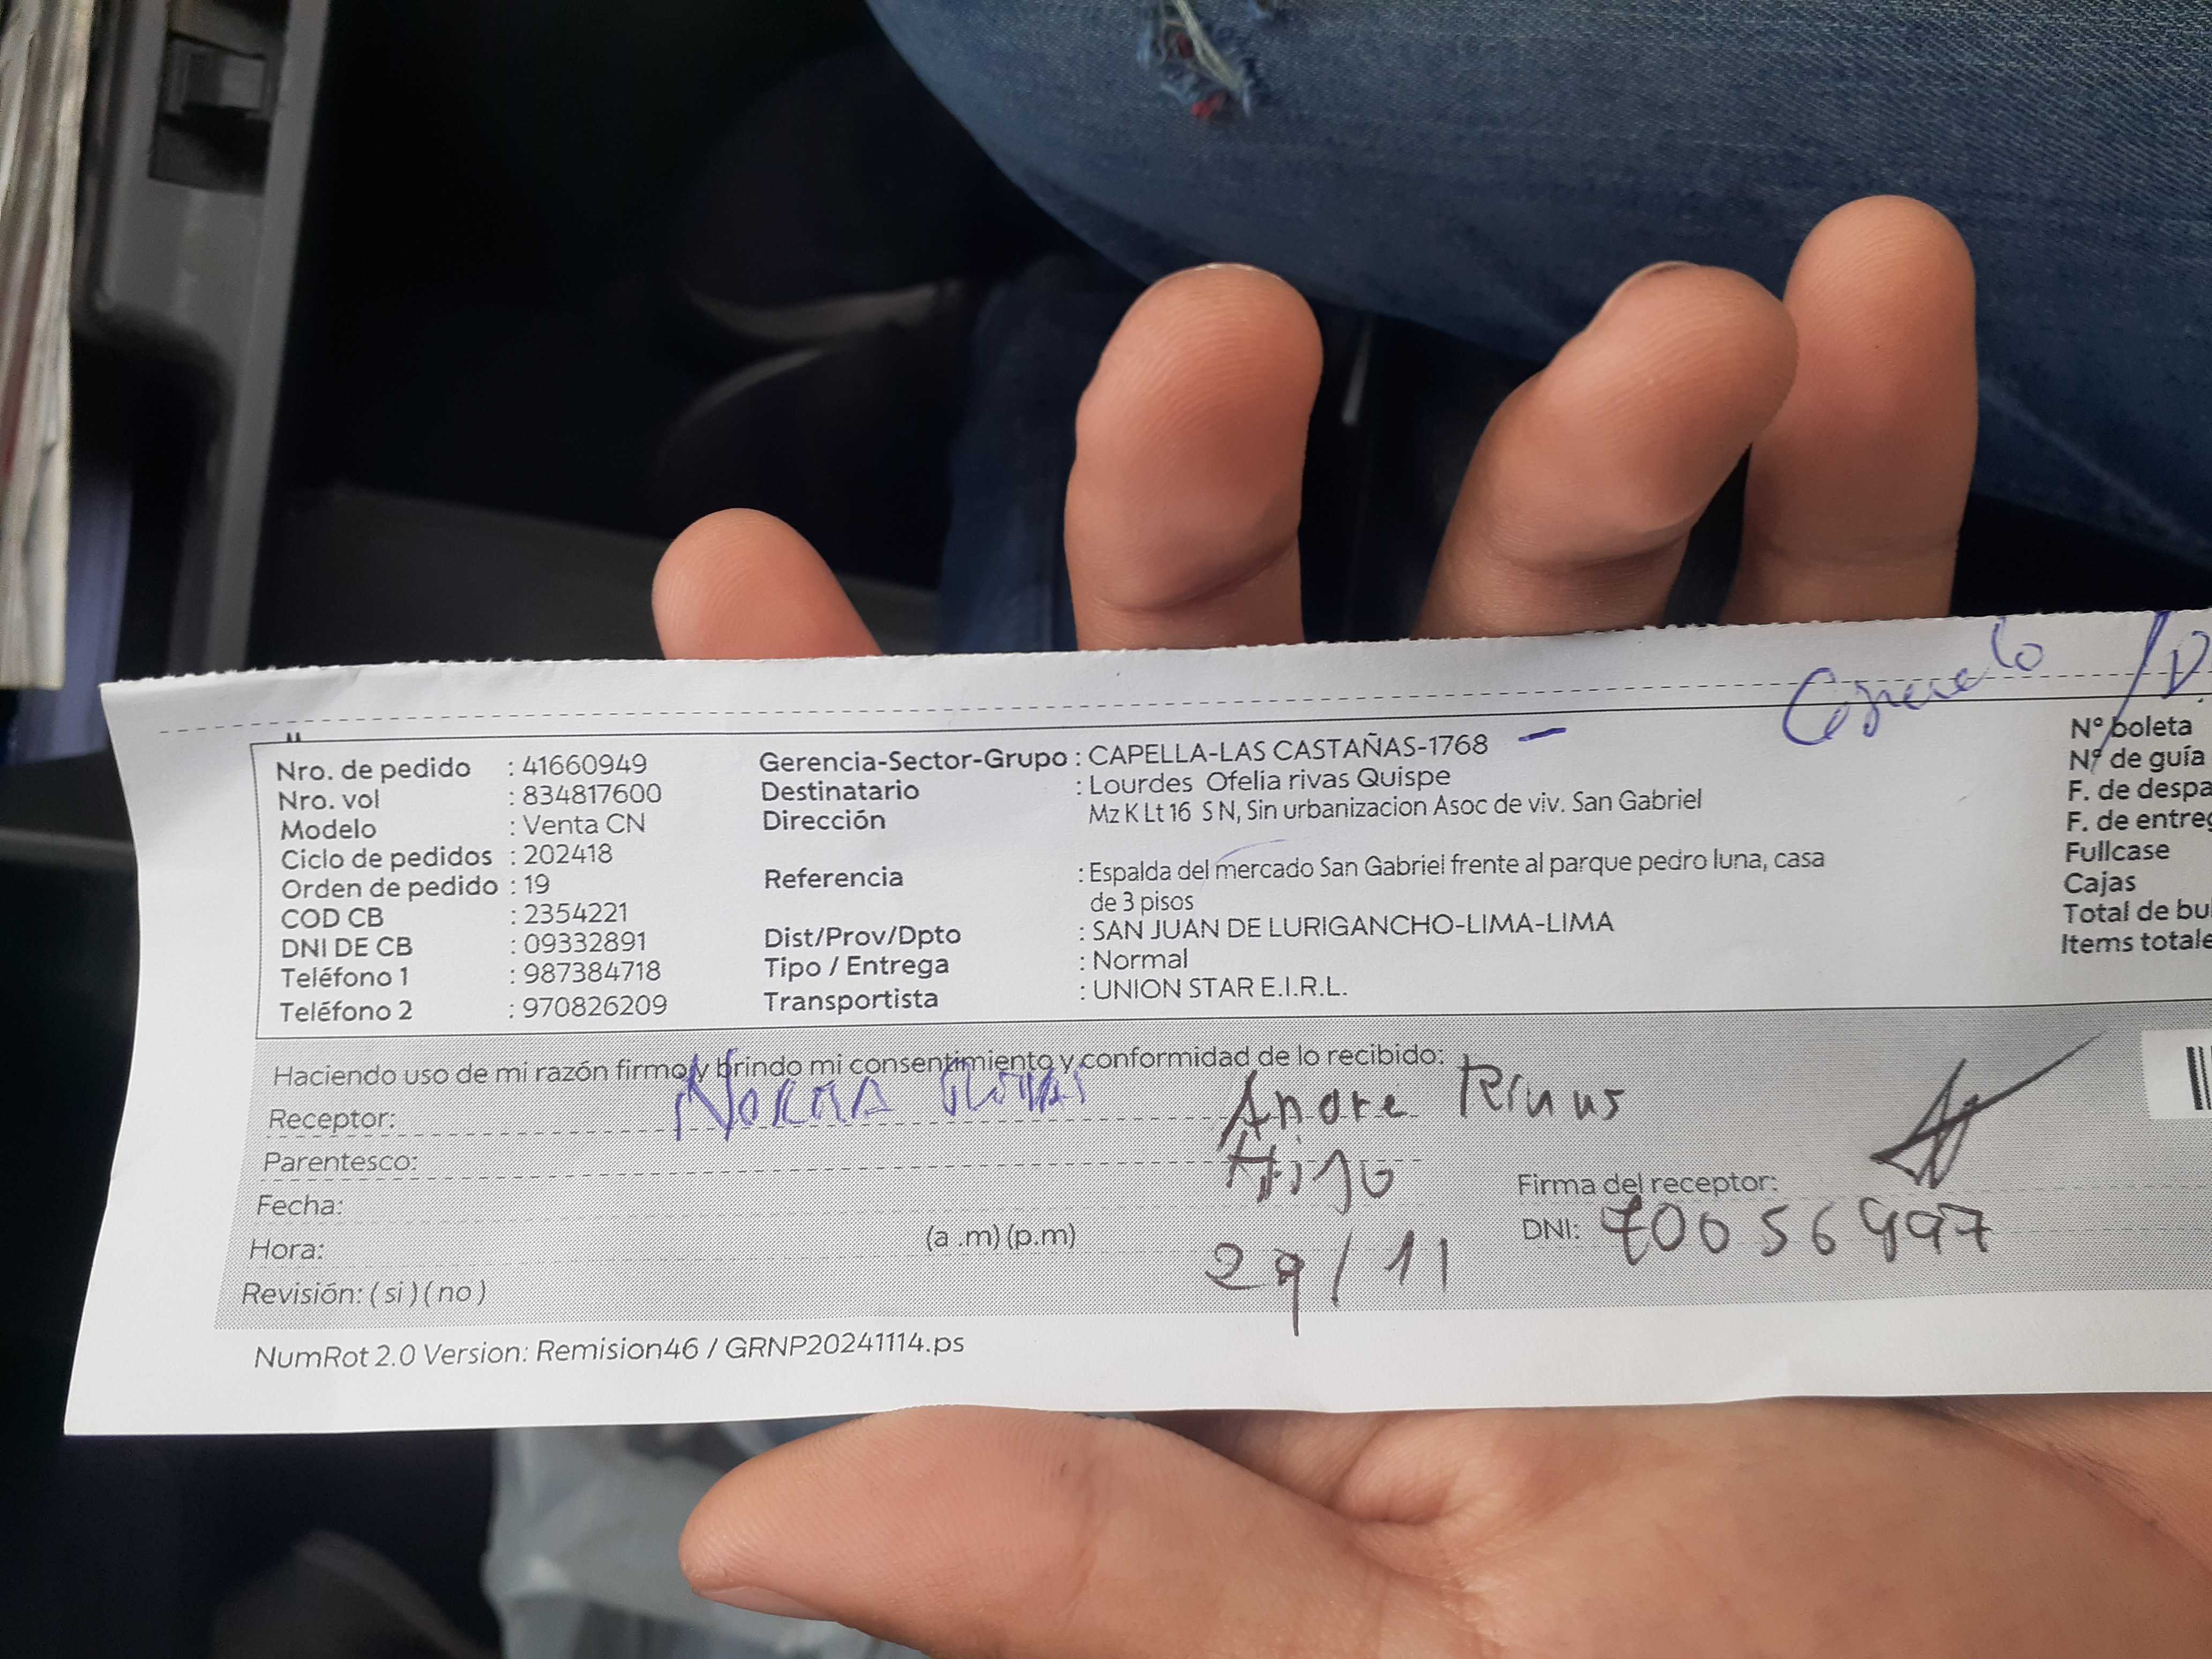 Nro. de pedido : 41660949
Nro. vol : 834817600
Modelo : Venta CN
Ciclo de pedidos : 202418
Orden de pedido : 19
COD CB : 2354221
DNI DE CB : 09332891
Teléfono 1 : 987384718
Teléfono 2 : 970826209
Gerencia-Sector-Grupo : CAPELLA-LAS CASTAÑAS-1768
Destinatario : Lourdes Ofelia rivas Quispe
Dirección Mz K Lt 16 S N, Sin urbanizacion Asoc de viv. San Gabriel
Referencia : Espalda del mercado San Gabriel frente al parque pedro luna, casa
de 3 pisos
Dist/Prov/Dpto : SAN JUAN DE LURIGANCHO-LIMA-LIMA
Tipo / Entrega : Normal
Transportista : UNION STAR E.I.R.L.
N° boleta
N° de guía
F. de despa
F. de entreg
Fullcase
Cajas
Total de bul
Items totale
Haciendo uso de mi razón firmo y brindo mi consentimiento y conformidad de lo recibido:
Receptor: Norma Andre
Parentesco: Hijo
Fecha:
Hora: (a .m) (p.m) 29/11
Revisión: ( si ) ( no )
Firma del receptor:
DNI: 70056997
NumRot 2.0 Version: Remision46 / GRNP20241114.ps